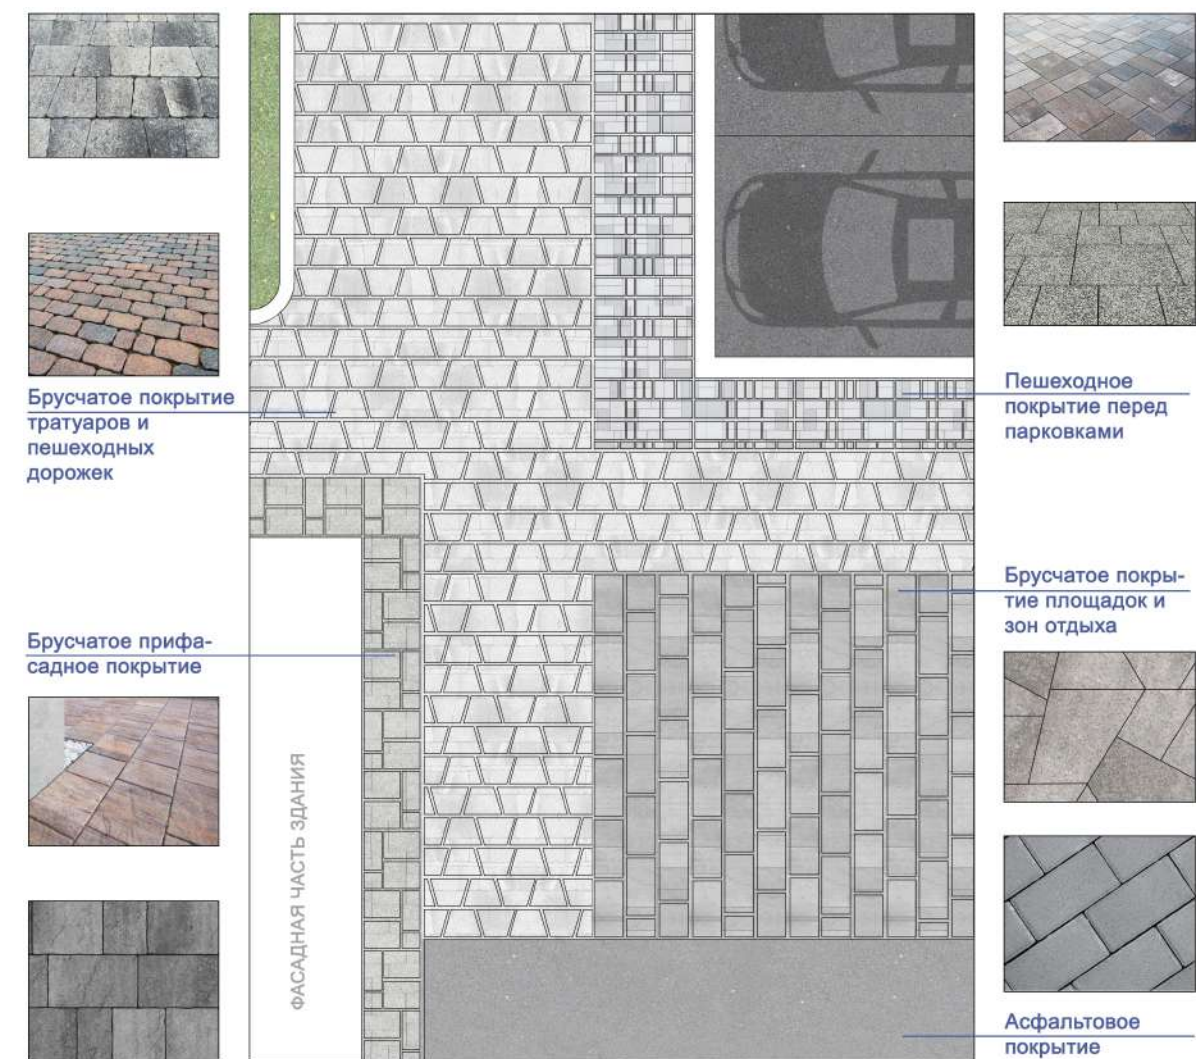 Брусчатое покрытие
тратуаров и
пешеходных
дорожек
Брусчатое прифа-
садное покрытие
ФАСАДНАЯ ЧАСТЬ ЗДАНИЯ
Пешеходное
покрытие перед
парковками
Брусчатое покры-
тие площадок и
зон отдыха
Асфальтовое
покрытие